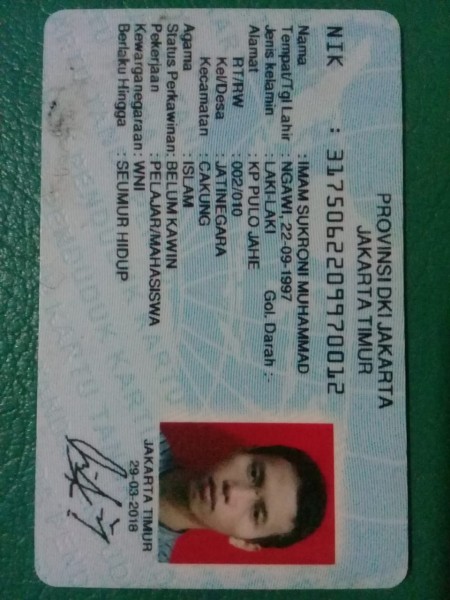 PROVINSI DKI JAKARTA
JAKARTA TIMUR
NIK : 3175062209970012
Nama : IMAM SUKRONI MUHAMMAD
Tempat/Tgl Lahir : NGAWI, 22-09-1997
Jenis kelamin : LAKI-LAKI Gol. Darah : -
Alamat : KP PULO JAHE
RT/RW : 002/010
Kel/Desa : JATINEGARA
Kecamatan : CAKUNG
Agama : ISLAM
Status Perkawinan: BELUM KAWIN
Pekerjaan : PELAJAR/MAHASISWA
Kewarganegaraan: WNI
Berlaku Hingga : SEUMUR HIDUP
JAKARTA TIMUR
29-03-2018